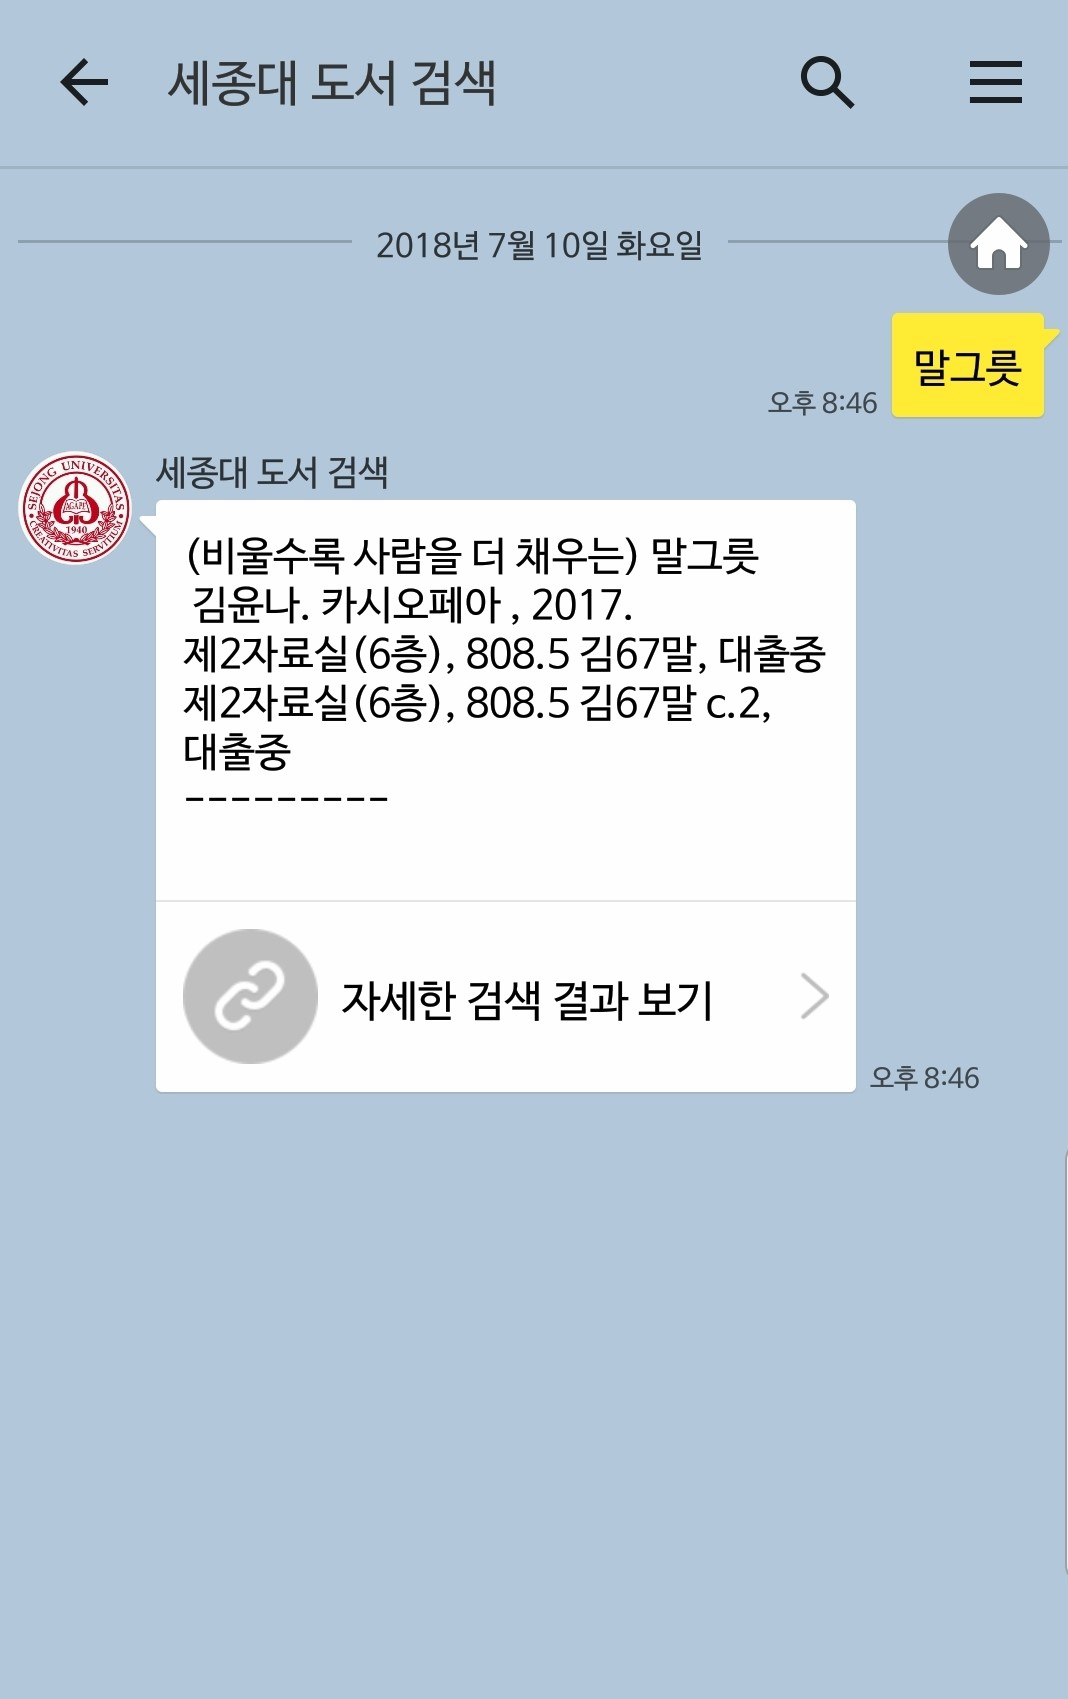 세종대 도서 검색
2018년 7월 10일 화요일
말그릇
오후 8:46
세종대 도서 검색
SEJONG UNIVERSITAS
AGAPE
1940
CREATIVITAS SERVITIUM
(비울수록 사람을 더 채우는) 말그릇
김윤나. 카시오페아 , 2017.
제2자료실(6층), 808.5 김67말, 대출중
제2자료실(6층), 808.5 김67말 c.2,
대출중
---------
자세한 검색 결과 보기
오후 8:46